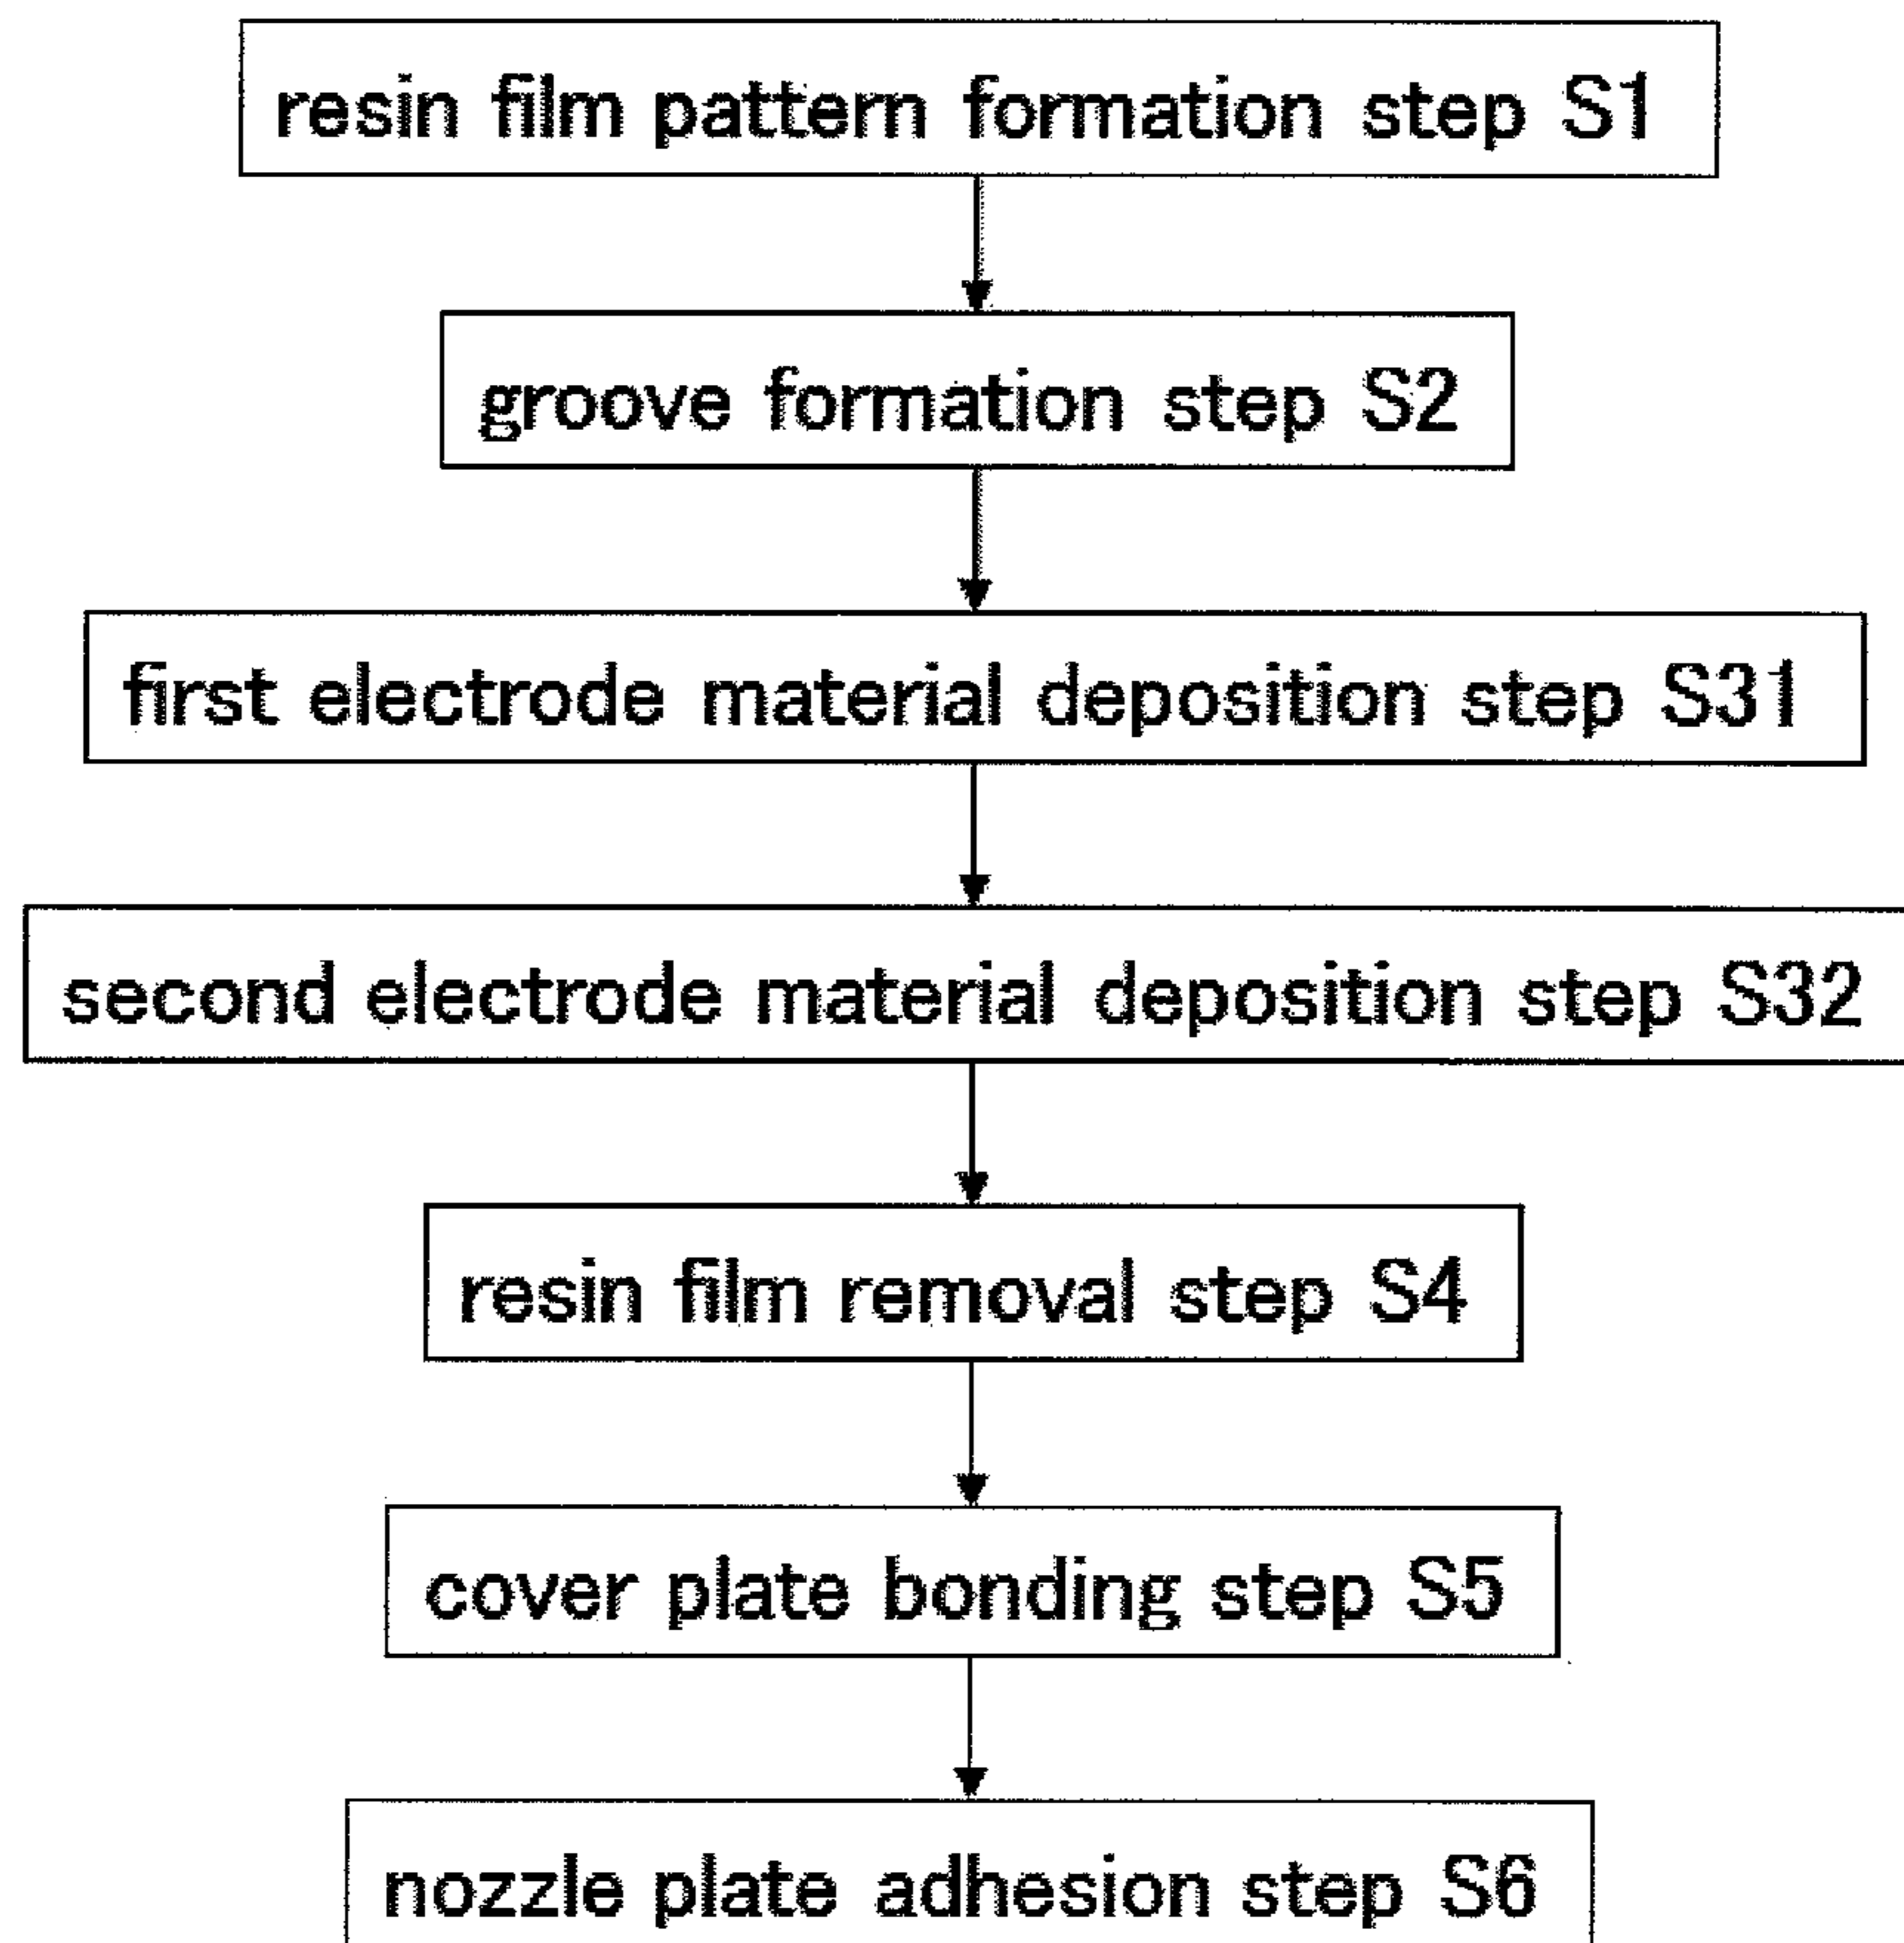 resin film pattern formation step S1
groove formation step S2
first electrode material deposition step S31
second electrode material deposition step S32
resin film removal step S4
cover plate bonding step S5
nozzle plate adhesion step S6